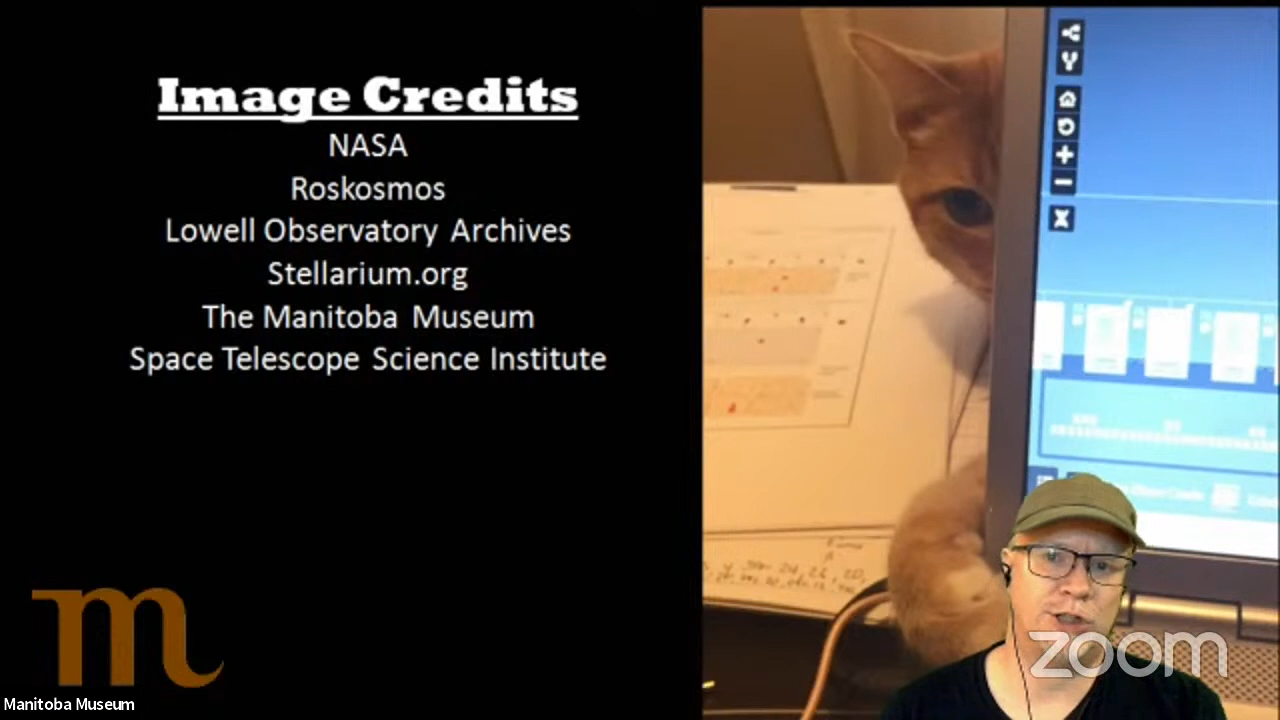 Image Credits
NASA
Roskosmos
Lowell Observatory Archives
Stellarium.org
The Manitoba Museum
Space Telescope Science Institute
m
Manitoba Museum
zoom